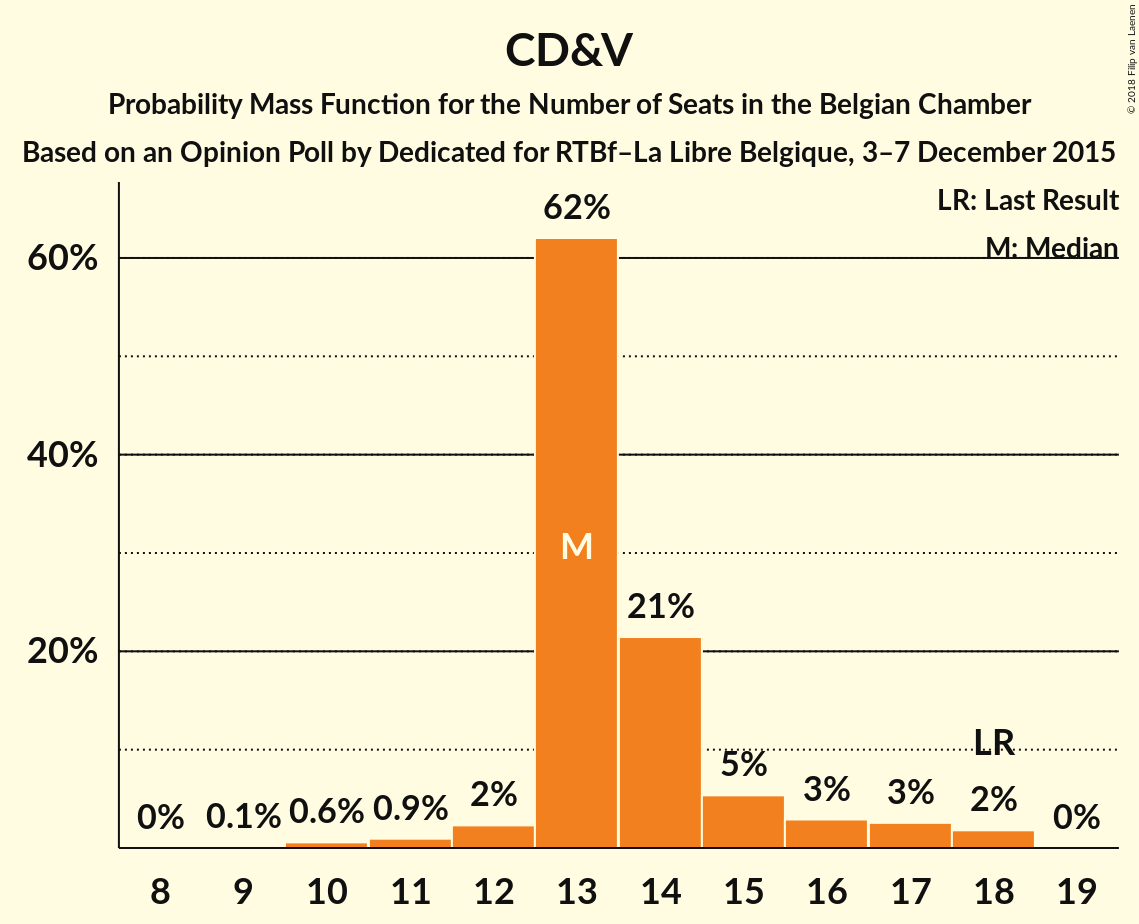 CD&V
Probability Mass Function for the Number of Seats in the Belgian Chamber
Based on an Opinion Poll by Dedicated for RTBf–La Libre Belgique, 3–7 December 2015
© 2018 Filip van Laenen
LR: Last Result
M: Median
60%
40%
20%
0%
0.1%
0.6%
0.9%
2%
62%
M
21%
5%
3%
3%
LR
2%
0%
8 9 10 11 12 13 14 15 16 17 18 19